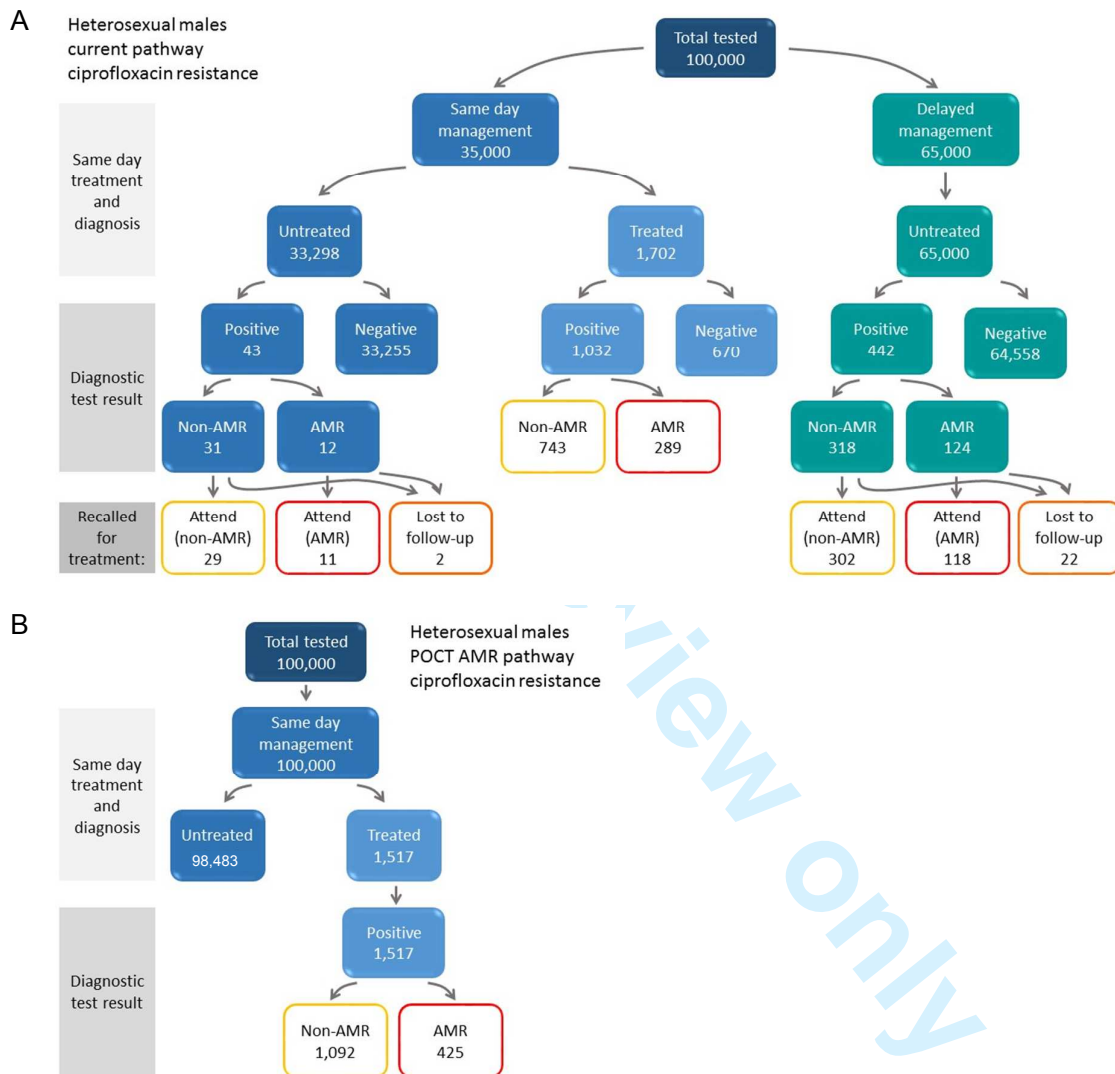 A
Heterosexual males
current pathway
ciprofloxacin resistance
Total tested
100,000
Same day
treatment
and
diagnosis
Same day
management
35,000
Delayed
management
65,000
Untreated
33,298
Treated
1,702
Untreated
65,000
Diagnostic
test result
Positive
43
Negative
33,255
Positive
1,032
Negative
670
Positive
442
Negative
64,558
Non-AMR
31
AMR
12
Non-AMR
743
AMR
289
Non-AMR
318
AMR
124
Recalled
for
treatment:
Attend
(non-AMR)
29
Attend
(AMR)
11
Lost to
follow-up
2
Attend
(non-AMR)
302
Attend
(AMR)
118
Lost to
follow-up
22
B
Heterosexual males
POCT AMR pathway
ciprofloxacin resistance
Total tested
100,000
Same day
treatment
and
diagnosis
Same day
management
100,000
Untreated
98,483
Treated
1,517
Diagnostic
test result
Positive
1,517
Non-AMR
1,092
AMR
425
view only